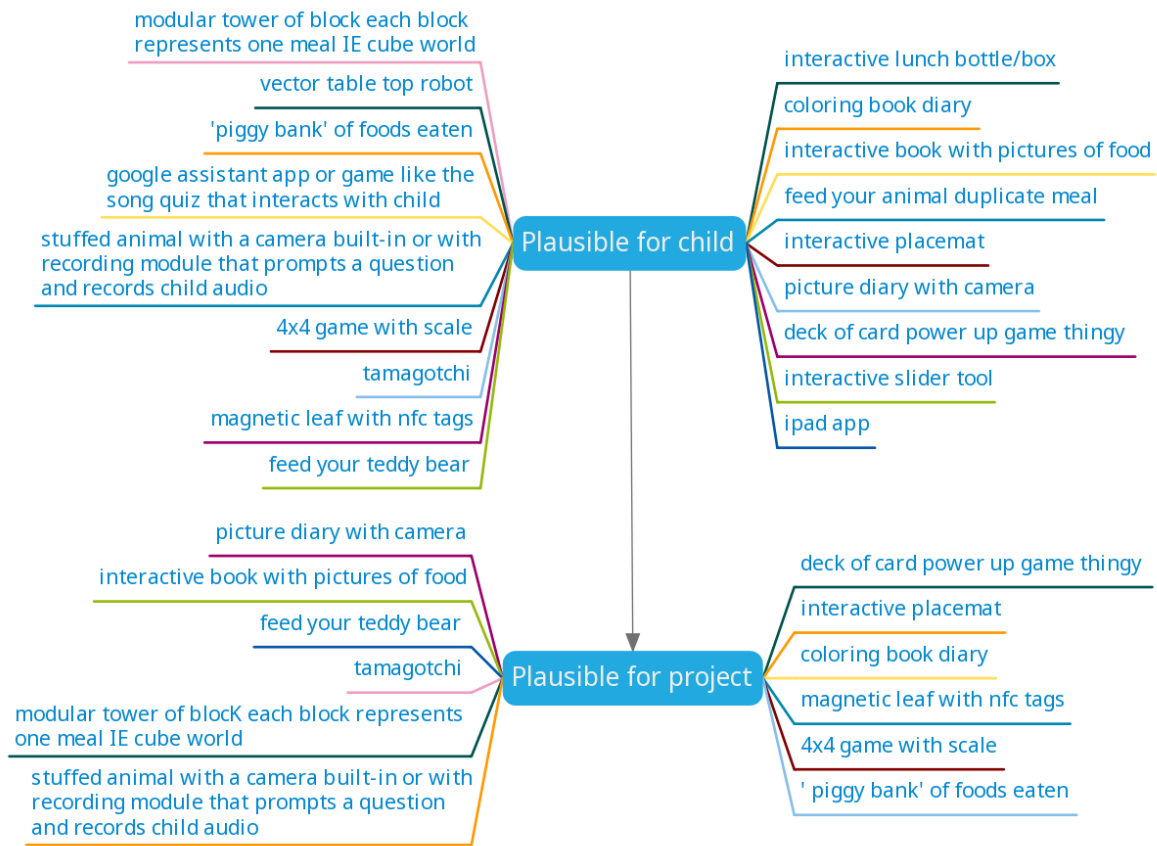 modular tower of block each block
represents one meal IE cube world
vector table top robot
'piggy bank' of foods eaten
google assistant app or game like the
song quiz that interacts with child
stuffed animal with a camera built-in or with
recording module that prompts a question
and records child audio
4x4 game with scale
tamagotchi
magnetic leaf with nfc tags
feed your teddy bear
Plausible for child
interactive lunch bottle/box
coloring book diary
interactive book with pictures of food
feed your animal duplicate meal
interactive placemat
picture diary with camera
deck of card power up game thingy
interactive slider tool
ipad app
picture diary with camera
interactive book with pictures of food
feed your teddy bear
tamagotchi
modular tower of blocK each block represents
one meal IE cube world
stuffed animal with a camera built-in or with
recording module that prompts a question
and records child audio
Plausible for project
deck of card power up game thingy
interactive placemat
coloring book diary
magnetic leaf with nfc tags
4x4 game with scale
' piggy bank' of foods eaten